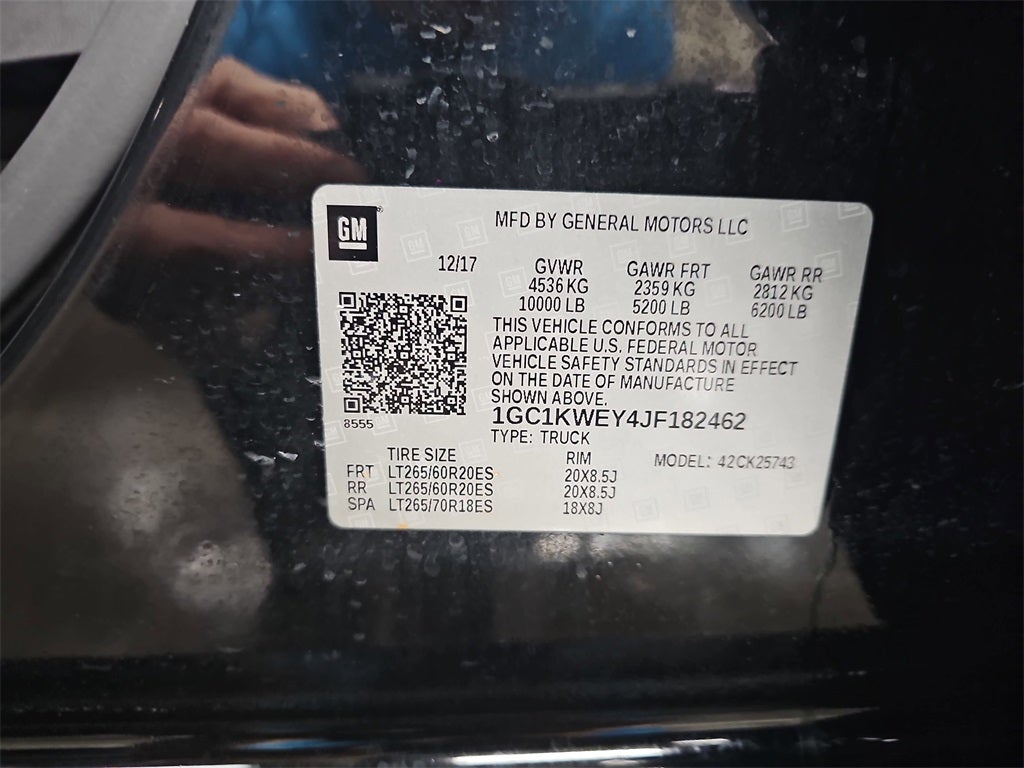 GM
MFD BY GENERAL MOTORS LLC
12/17 GVWR GAWR FRT GAWR RR
4536 KG 2359 KG 2812 KG
10000 LB 5200 LB 6200 LB
THIS VEHICLE CONFORMS TO ALL
APPLICABLE U.S. FEDERAL MOTOR
VEHICLE SAFETY STANDARDS IN EFFECT
ON THE DATE OF MANUFACTURE
SHOWN ABOVE.
8555
1GC1KWEY4JF182462
TYPE: TRUCK
MODEL: 42CK25743
TIRE SIZE RIM
FRT LT265/60R20ES 20X8.5J
RR LT265/60R20ES 20X8.5J
SPA LT265/70R18ES 18X8J